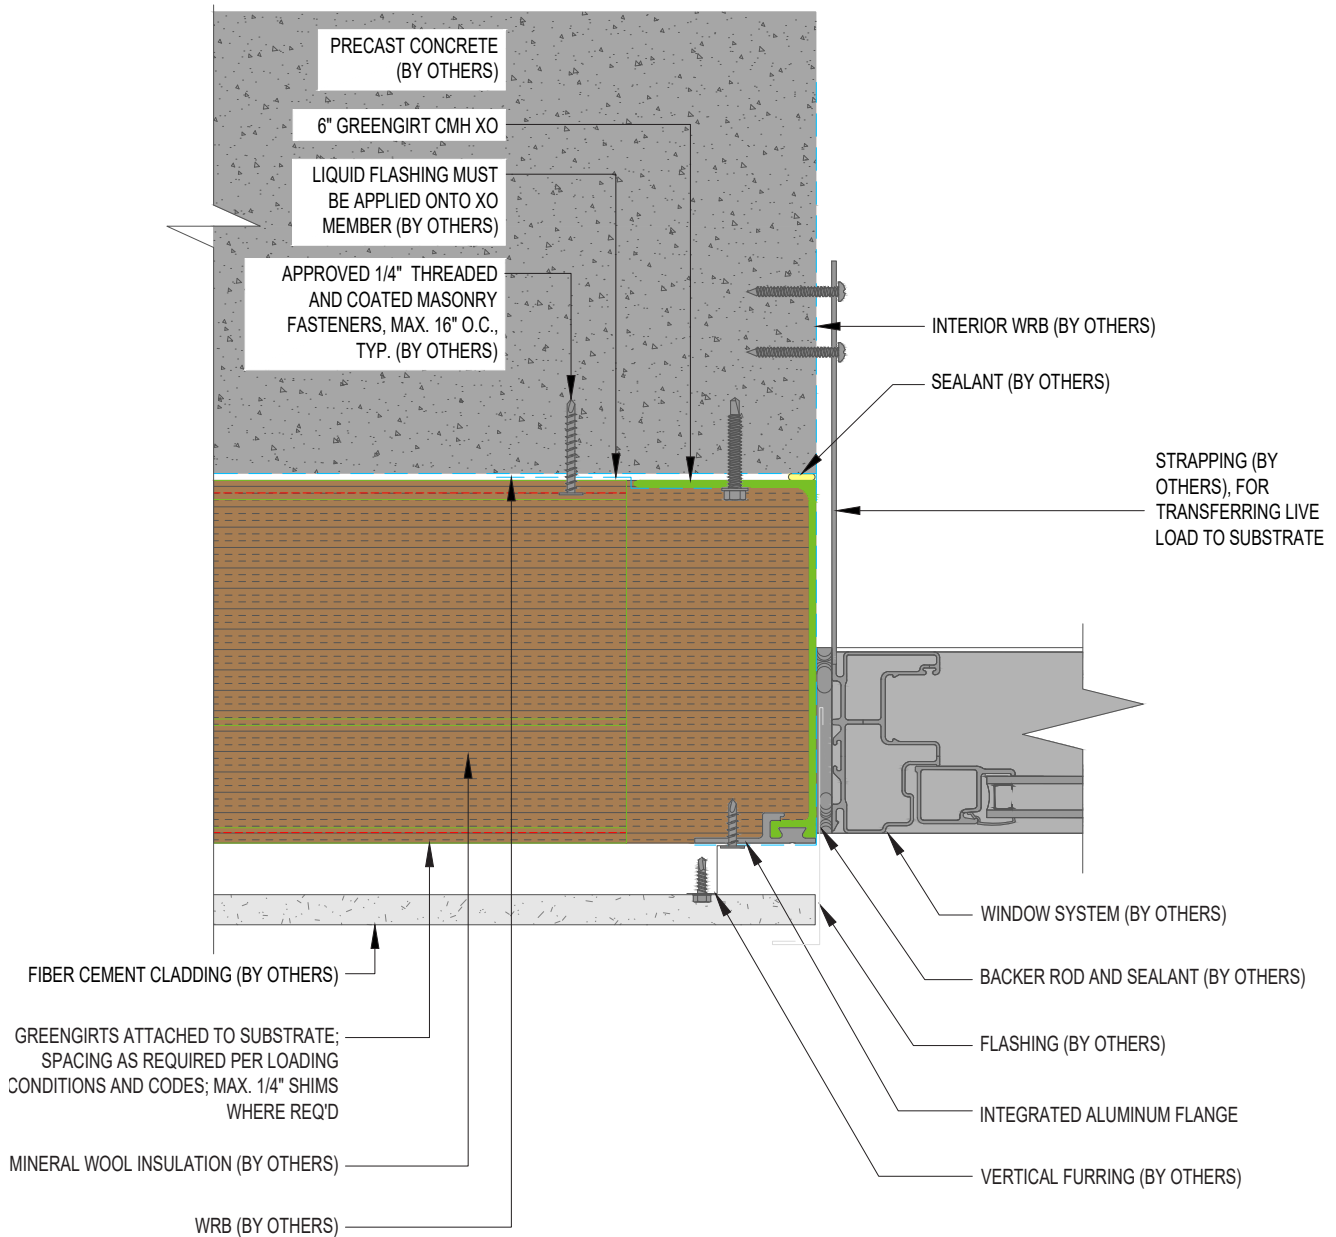 PRECAST CONCRETE
(BY OTHERS)
6" GREENGIRT CMH XO
LIQUID FLASHING MUST
BE APPLIED ONTO XO
MEMBER (BY OTHERS)
APPROVED 1/4" THREADED
AND COATED MASONRY
FASTENERS, MAX. 16" O.C.,
TYP. (BY OTHERS)
INTERIOR WRB (BY OTHERS)
SEALANT (BY OTHERS)
STRAPPING (BY
OTHERS), FOR
TRANSFERRING LIVE
LOAD TO SUBSTRATE
WINDOW SYSTEM (BY OTHERS)
BACKER ROD AND SEALANT (BY OTHERS)
FLASHING (BY OTHERS)
INTEGRATED ALUMINUM FLANGE
VERTICAL FURRING (BY OTHERS)
FIBER CEMENT CLADDING (BY OTHERS)
GREENGIRTS ATTACHED TO SUBSTRATE;
SPACING AS REQUIRED PER LOADING
CONDITIONS AND CODES; MAX. 1/4" SHIMS
WHERE REQ'D
MINERAL WOOL INSULATION (BY OTHERS)
WRB (BY OTHERS)